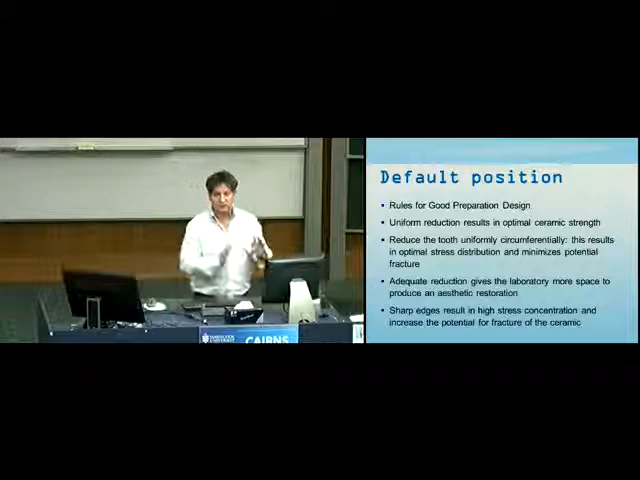 Default position
Rules for Good Preparation Design
Uniform reduction results in optimal ceramic strength
Reduce the tooth uniformly circumferentially: this results
in optimal stress distribution and minimizes potential
fracture
Adequate reduction gives the laboratory more space to
produce an aesthetic restoration
Sharp edges result in high stress concentration and
increase the potential for fracture of the ceramic
CAIRNS